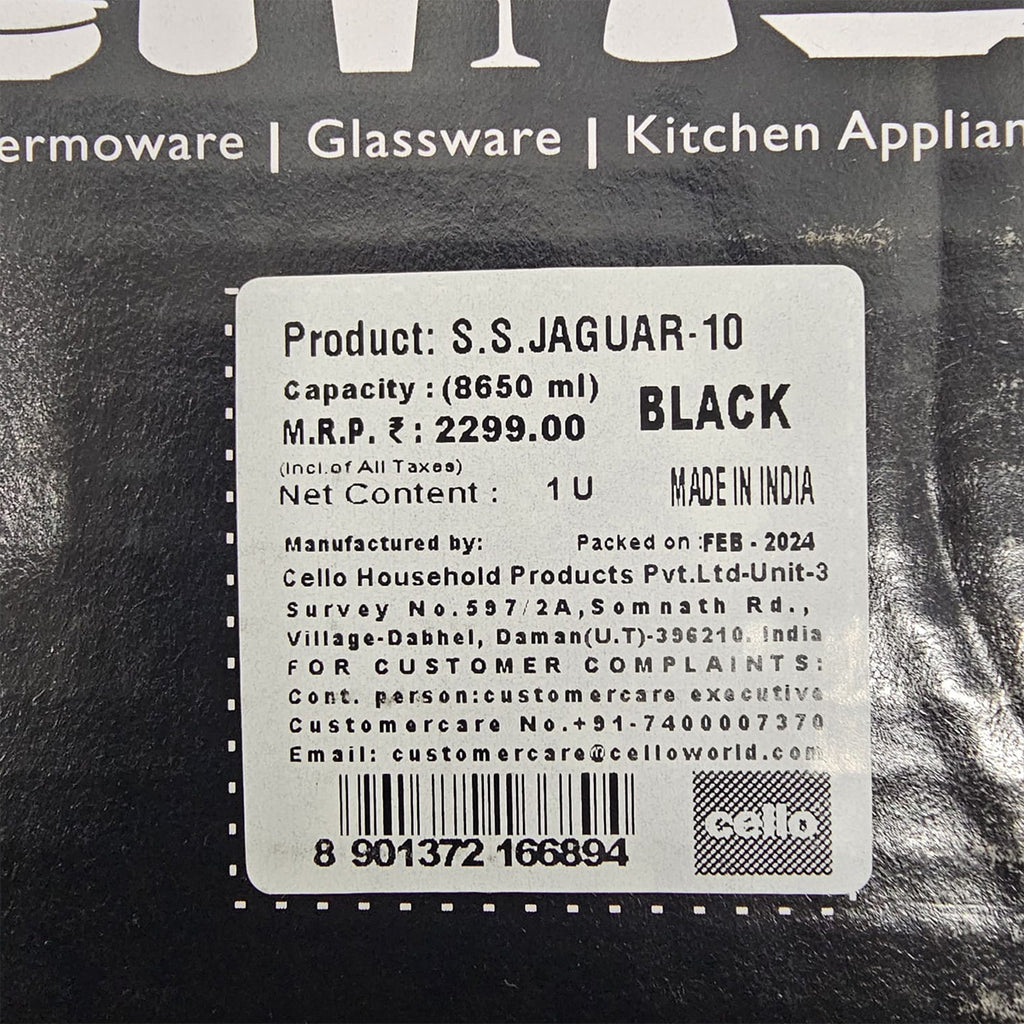 ermoware | Glassware | Kitchen Applian
Product: S.S.JAGUAR-10
Capacity : (8650 ml)
BLACK
M.R.P. ₹ : 2299.00
(Incl.of All Taxes)
Net Content : 1 U
MADE IN INDIA
Manufactured by: Packed on :FEB - 2024
Cello Household Products Pvt.Ltd-Unit-3
Survey No.597/2A,Somnath Rd.,
Village-Dabhel, Daman(U.T)-396210. India
FOR CUSTOMER COMPLAINTS:
Cont. person:customercare executive
Customercare No.+91-7400007370
Email: customercare@celloworld.com
8 901372 166894
cello